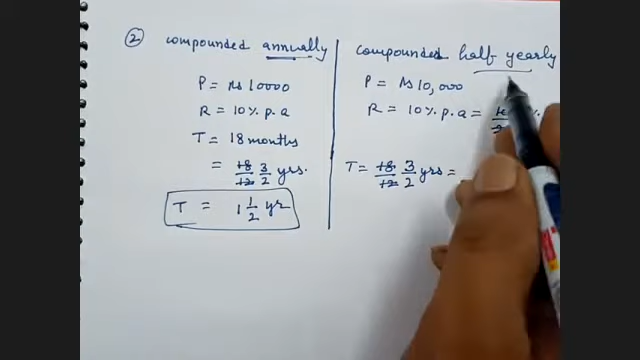 ② compounded annually
P = Rs 10000
R = 10%. p.a
T = 18 months
= 18/12 3/2 yrs.
T = 1 1/2 yr
compounded half yearly
P = Rs 10,000
R = 10%. p.a =
T = 18/12 3/2 yrs =